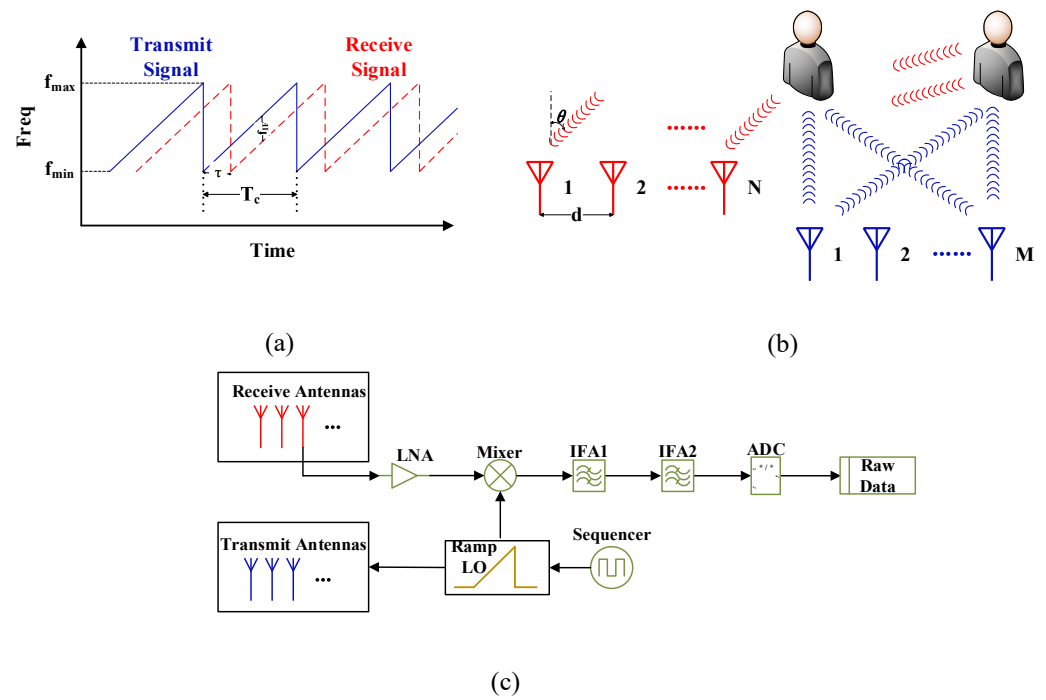 Transmit Signal
Receive Signal
Freq
fmax
fmin
fIF
τ
Tc
Time
(a)
θ
......
1
2
......
N
d
1
2
......
M
(b)
Receive Antennas
...
LNA
Mixer
IFA1
IFA2
ADC
Raw Data
Transmit Antennas
...
Ramp LO
Sequencer
(c)